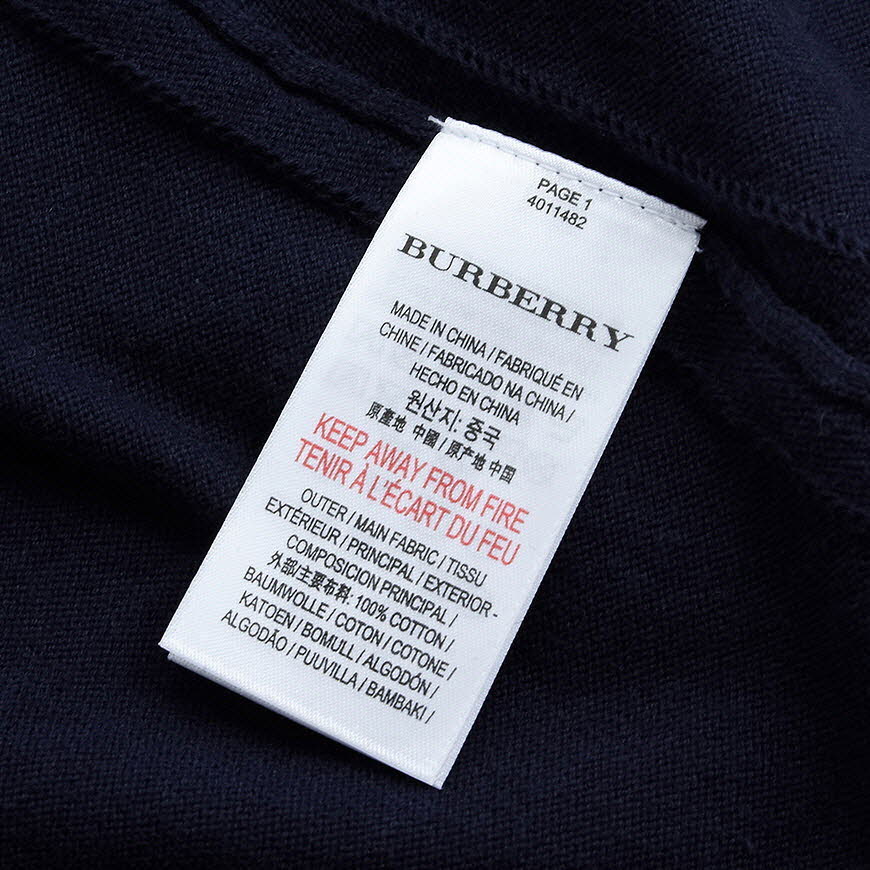 PAGE 1
4011482
BURBERRY
MADE IN CHINA / FABRIQUÉ EN
CHINE / FABRICADO NA CHINA /
HECHO EN CHINA
원산지: 중국
原產地 中國 / 原产地 中国
KEEP AWAY FROM FIRE
TENIR À L'ÉCART DU FEU
OUTER / MAIN FABRIC / TISSU
EXTÉRIEUR / PRINCIPAL / EXTERIOR-
COMPOSICION PRINCIPAL /
外部主要布料: 100% COTTON /
BAUMWOLLE / COTON / COTONE /
KATOEN / BOMULL / ALGODÓN /
ALGODÃO / PUUVILLA / BAMBAKI /